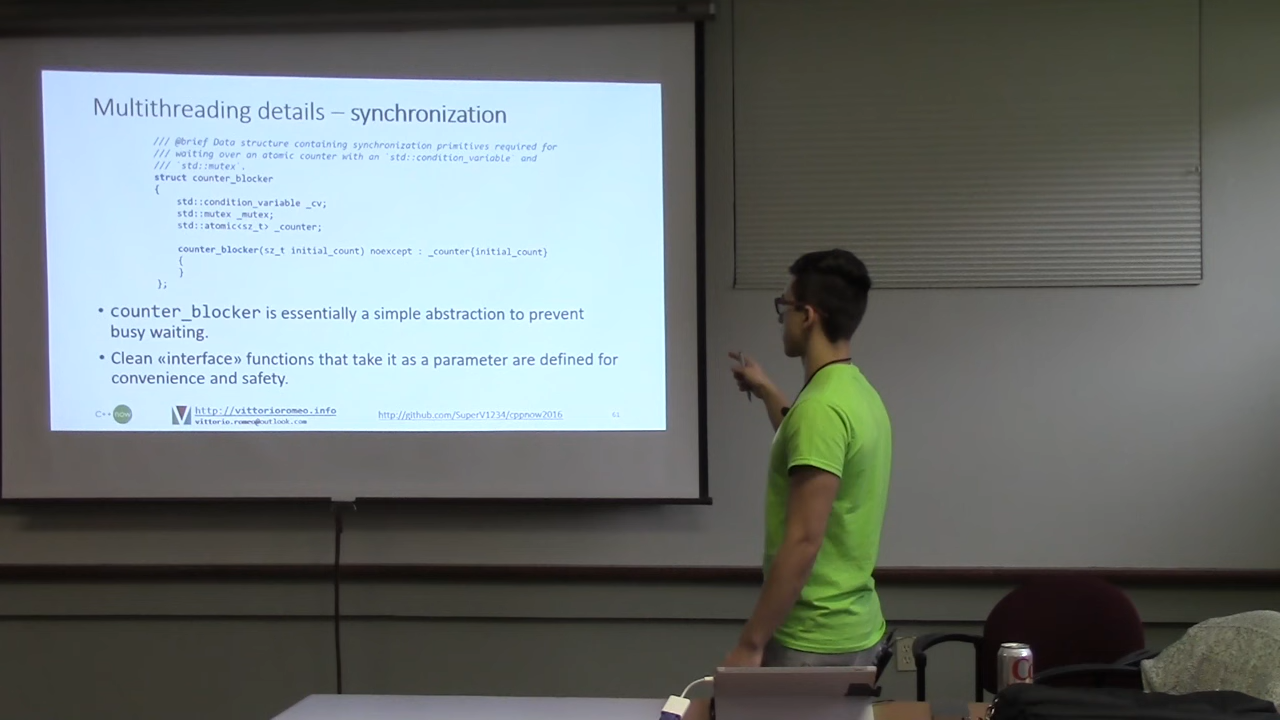 Multithreading details – synchronization
/// @brief Data structure containing synchronization primitives required for
/// waiting over an atomic counter with an `std::condition_variable` and
/// `std::mutex`.
struct counter_blocker
{
std::condition_variable _cv;
std::mutex _mutex;
std::atomic<sz_t> _counter;
counter_blocker(sz_t initial_count) noexcept : _counter{initial_count}
{
}
};
• counter_blocker is essentially a simple abstraction to prevent
busy waiting.
• Clean «interface» functions that take it as a parameter are defined for
convenience and safety.
C++ now
http://vittorioromeo.info
vittorio.romeo@outlook.com
http://github.com/SuperV1234/cppnow2016
61